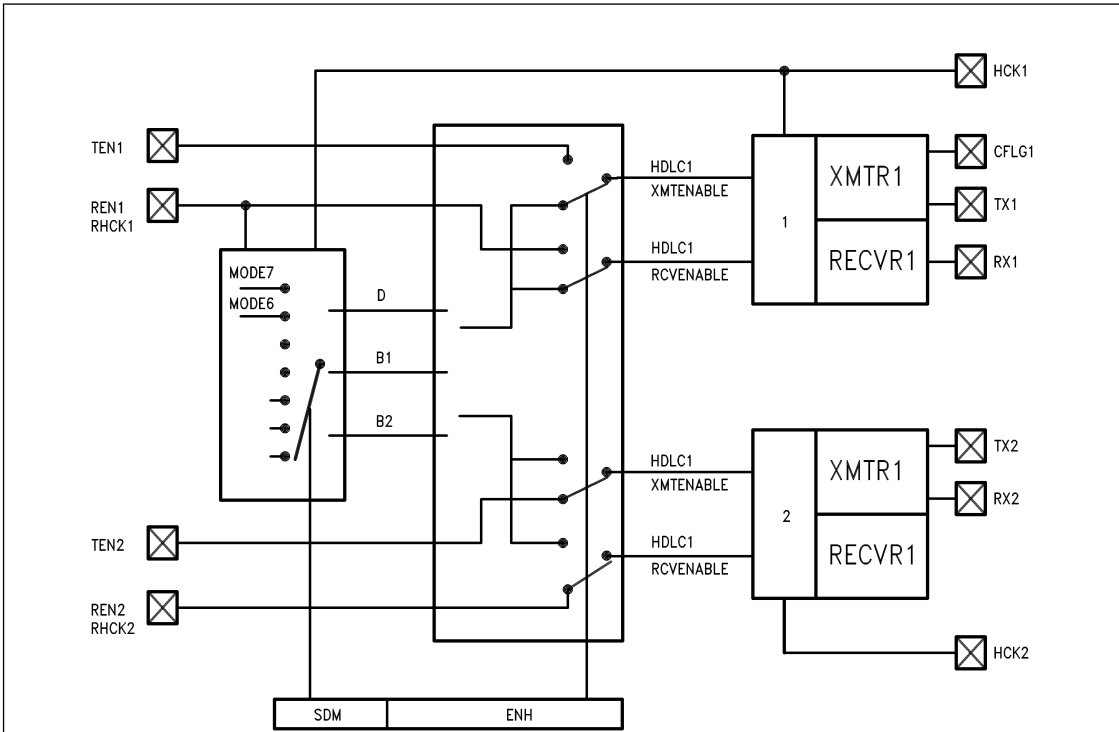 HCK1
TEN1
CFLG1
HDLC1
XMTENABLE
XMTR1
TX1
REN1
RHCK1
1
HDLC1
RCVENABLE
RECVR1
RX1
MODE7
MODE6
D
B1
B2
HDLC1
XMTENABLE
XMTR1
TX2
RX2
2
TEN2
HDLC1
RCVENABLE
RECVR1
REN2
RHCK2
HCK2
SDM
ENH